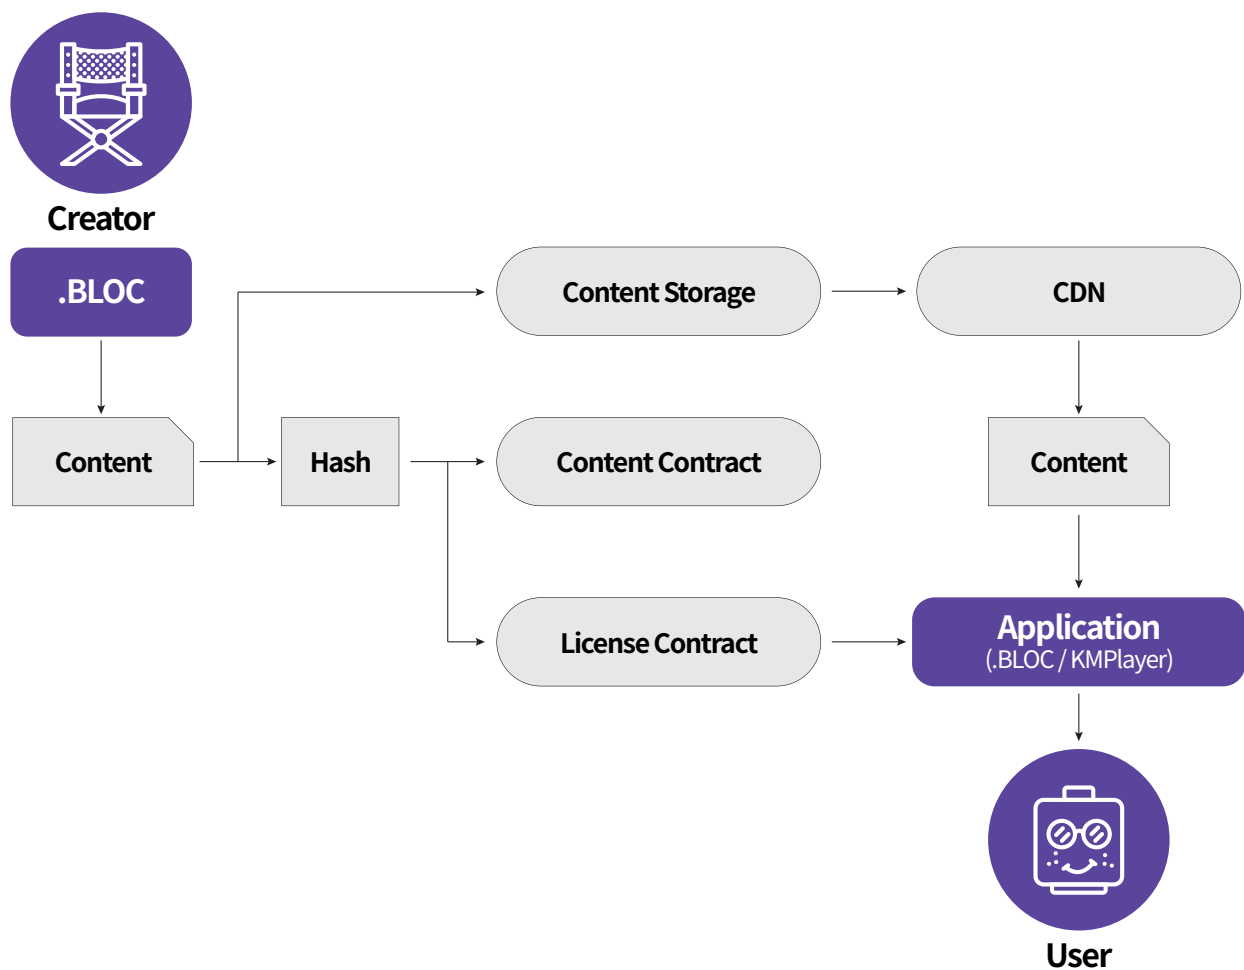 Creator
.BLOC
Content Storage
CDN
Content
Hash
Content Contract
Content
License Contract
Application
(.BLOC / KMPlayer)
User